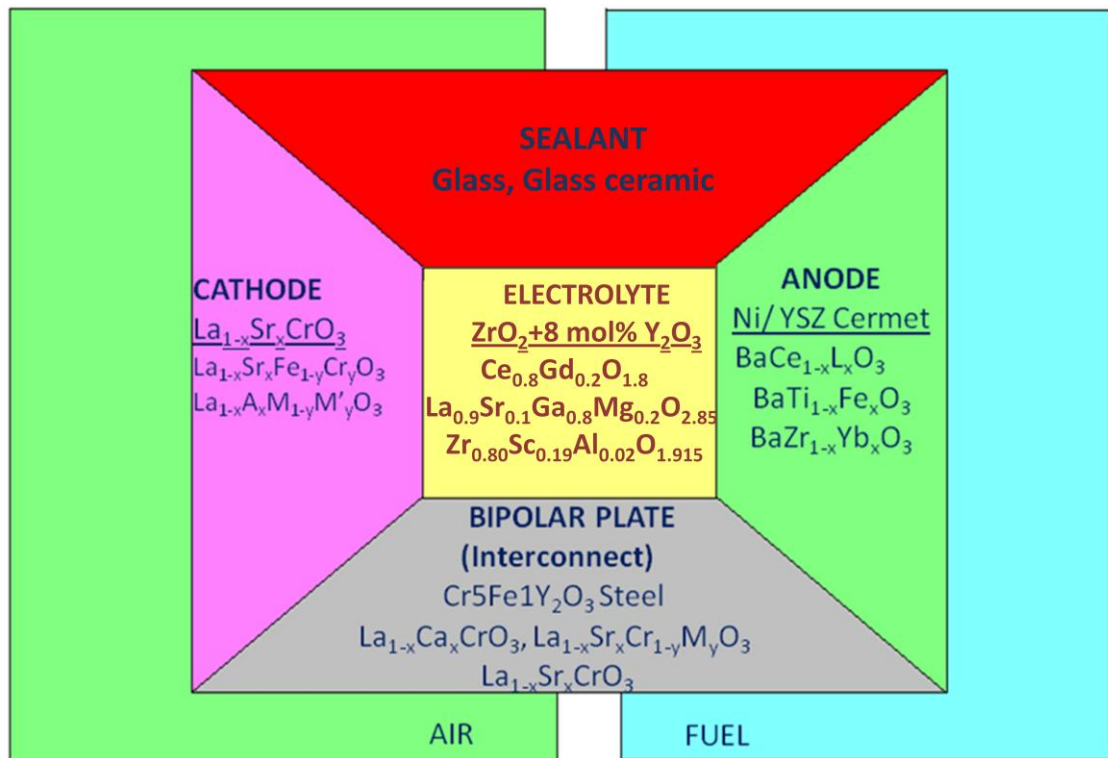 SEALANT
Glass, Glass ceramic
CATHODE
La₁₋ₓSrₓCrO₃
La₁₋ₓSrₓFe₁₋yCryO₃
La₁₋ₓAₓM₁₋yM'yO₃
ELECTROLYTE
ZrO₂+8 mol% Y₂O₃
Ce₀.₈Gd₀.₂O₁.₈
La₀.₉Sr₀.₁Ga₀.₈Mg₀.₂O₂.₈₅
Zr₀.₈₀Sc₀.₁₉Al₀.₀₂O₁.₉₁₅
ANODE
Ni/ YSZ Cermet
BaCe₁₋ₓLₓO₃
BaTi₁₋ₓFeₓO₃
BaZr₁₋ₓYbₓO₃
BIPOLAR PLATE
(Interconnect)
Cr5Fe1Y₂O₃ Steel
La₁₋ₓCaₓCrO₃, La₁₋ₓSrₓCr₁₋yMyO₃
La₁₋ₓSrₓCrO₃
AIR
FUEL